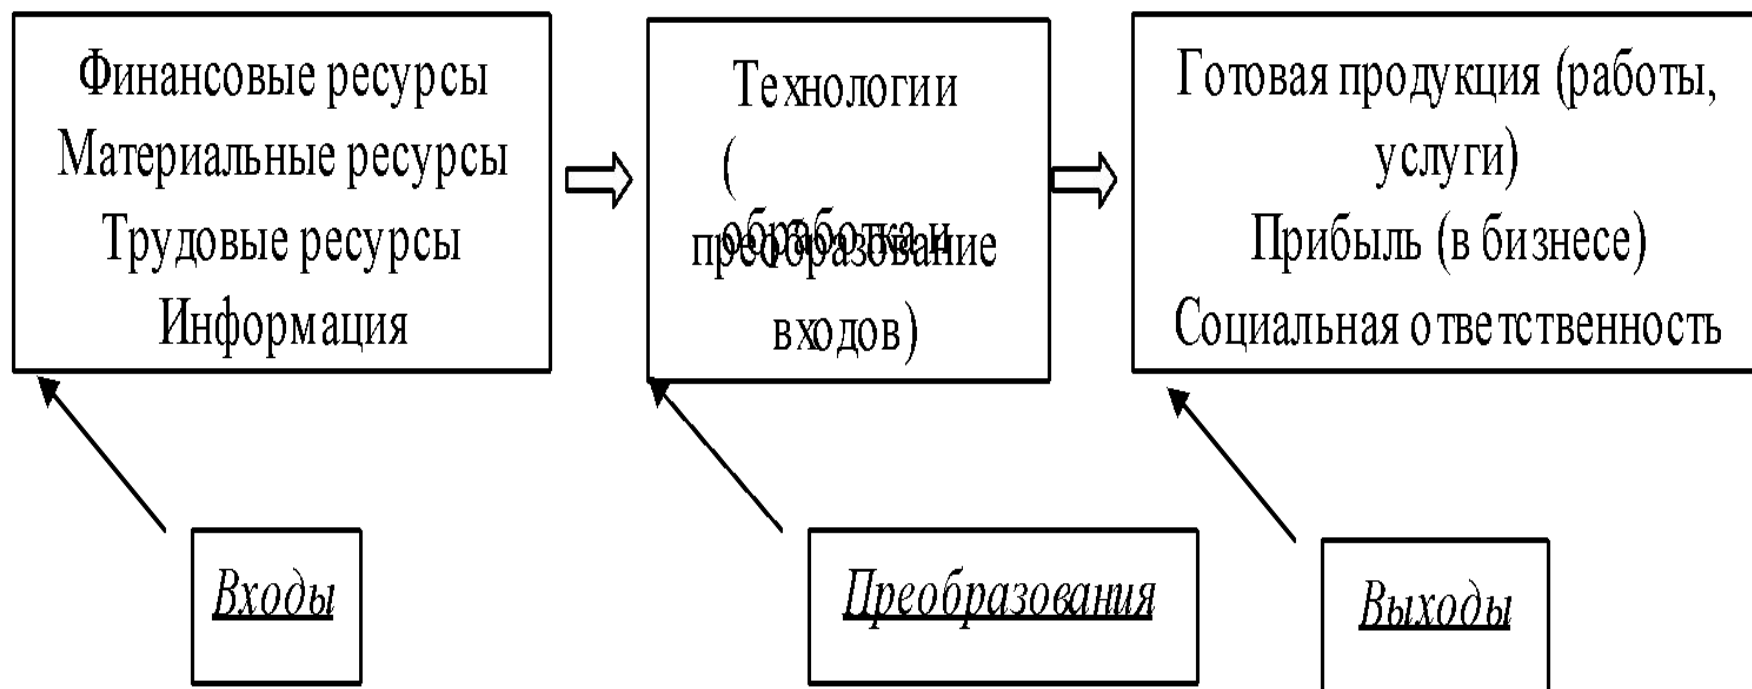 Финансовые ресурсы
Материальные ресурсы
Трудовые ресурсы
Информация
Технологии
(
обработка и
преобразование
входов)
Готовая продукция (работы,
услуги)
Прибыль (в бизнесе)
Социальная ответственность
Входы
Преобразования
Выходы